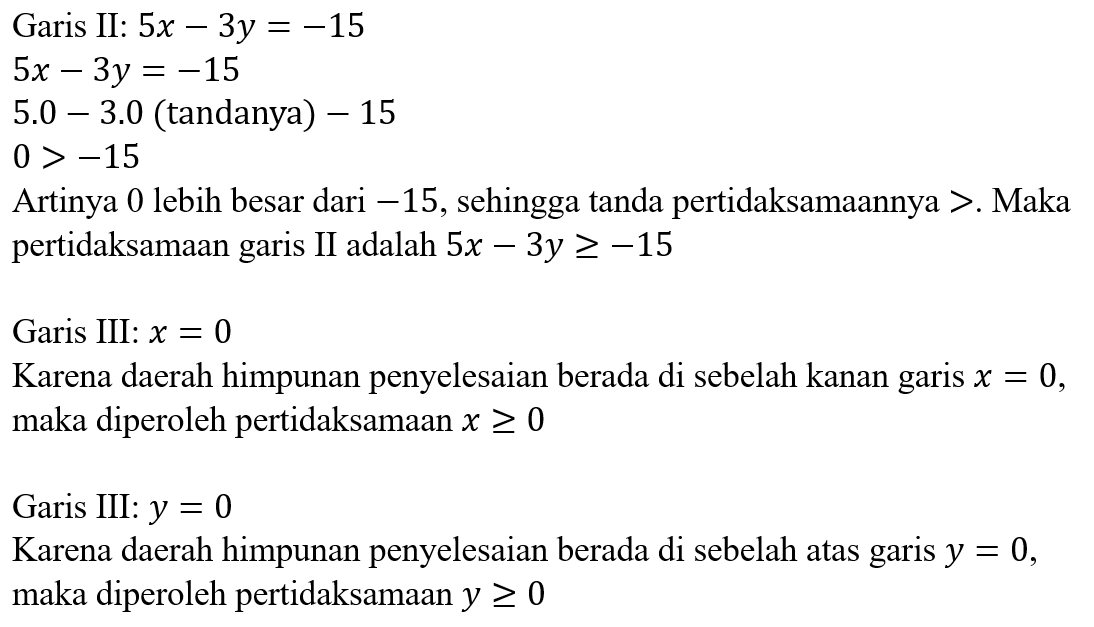 Garis II: 5x − 3y = −15
5x − 3y = −15
5.0 − 3.0 (tandanya) − 15
0 > −15
Artinya 0 lebih besar dari −15, sehingga tanda pertidaksamaannya >. Maka
pertidaksamaan garis II adalah 5x − 3y ≥ −15
Garis III: x = 0
Karena daerah himpunan penyelesaian berada di sebelah kanan garis x = 0,
maka diperoleh pertidaksamaan x ≥ 0
Garis III: y = 0
Karena daerah himpunan penyelesaian berada di sebelah atas garis y = 0,
maka diperoleh pertidaksamaan y ≥ 0